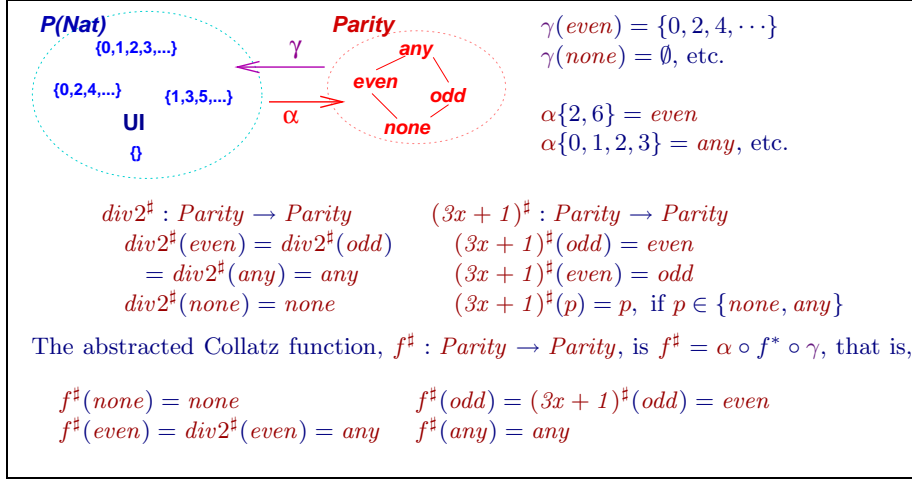 P(Nat)
{0,1,2,3,...}
{0,2,4,...}
{1,3,5,...}
UI
{}
γ
α
Parity
any
even
odd
none
γ(even) = {0, 2, 4, ···}
γ(none) = ∅, etc.
α{2, 6} = even
α{0, 1, 2, 3} = any, etc.
div2♯ : Parity → Parity
div2♯(even) = div2♯(odd)
= div2♯(any) = any
div2♯(none) = none
(3x + 1)♯ : Parity → Parity
(3x + 1)♯(odd) = even
(3x + 1)♯(even) = odd
(3x + 1)♯(p) = p, if p ∈ {none, any}
The abstracted Collatz function, f♯ : Parity → Parity, is f♯ = α ∘ f* ∘ γ, that is,
f♯(none) = none
f♯(even) = div2♯(even) = any
f♯(odd) = (3x + 1)♯(odd) = even
f♯(any) = any